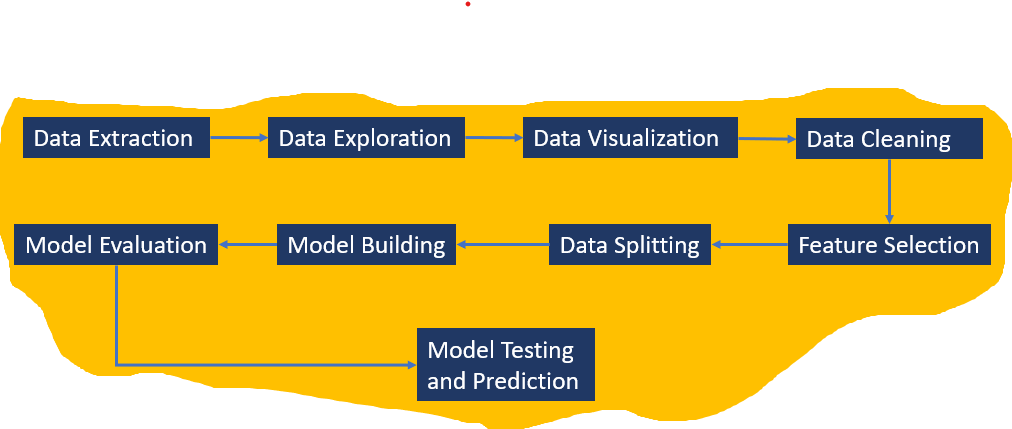 Data Extraction
Data Exploration
Data Visualization
Data Cleaning
Feature Selection
Data Splitting
Model Building
Model Evaluation
Model Testing
and Prediction